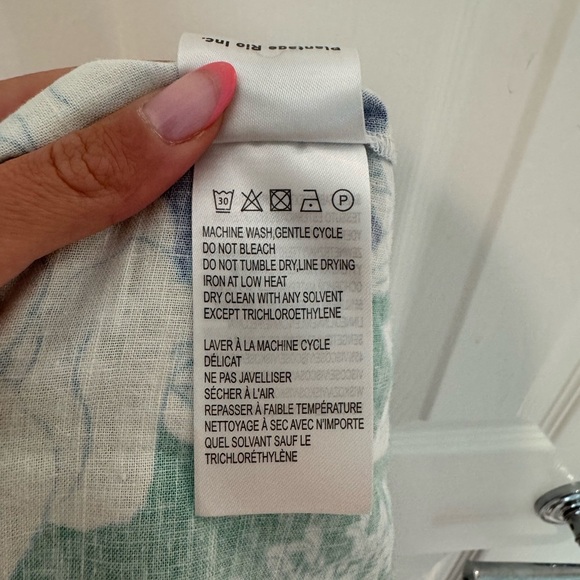 Plantage Rio Inc.
30 P
MACHINE WASH,GENTLE CYCLE
DO NOT BLEACH
DO NOT TUMBLE DRY,LINE DRYING
IRON AT LOW HEAT
DRY CLEAN WITH ANY SOLVENT
EXCEPT TRICHLOROETHYLENE
LAVER À LA MACHINE CYCLE
DÉLICAT
NE PAS JAVELLISER
SÉCHER À L'AIR
REPASSER À FAIBLE TEMPÉRATURE
NETTOYAGE À SEC AVEC N'IMPORTE
QUEL SOLVANT SAUF LE
TRICHLORÉTHYLÈNE